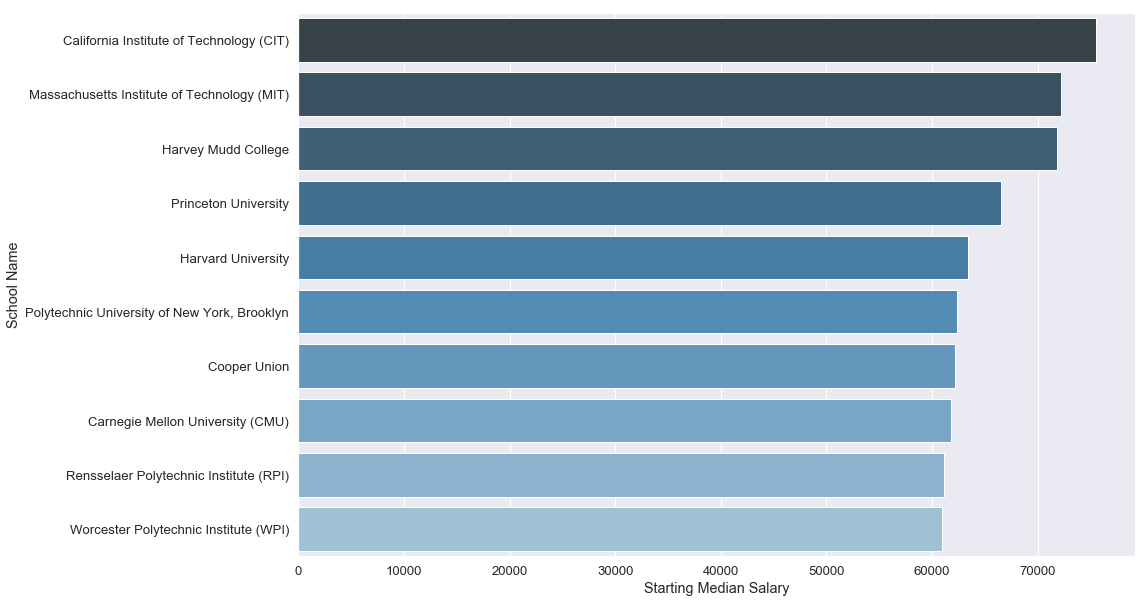 California Institute of Technology (CIT)
Massachusetts Institute of Technology (MIT)
Harvey Mudd College
Princeton University
Harvard University
Polytechnic University of New York, Brooklyn
Cooper Union
Carnegie Mellon University (CMU)
Rensselaer Polytechnic Institute (RPI)
Worcester Polytechnic Institute (WPI)
School Name
0 10000 20000 30000 40000 50000 60000 70000
Starting Median Salary